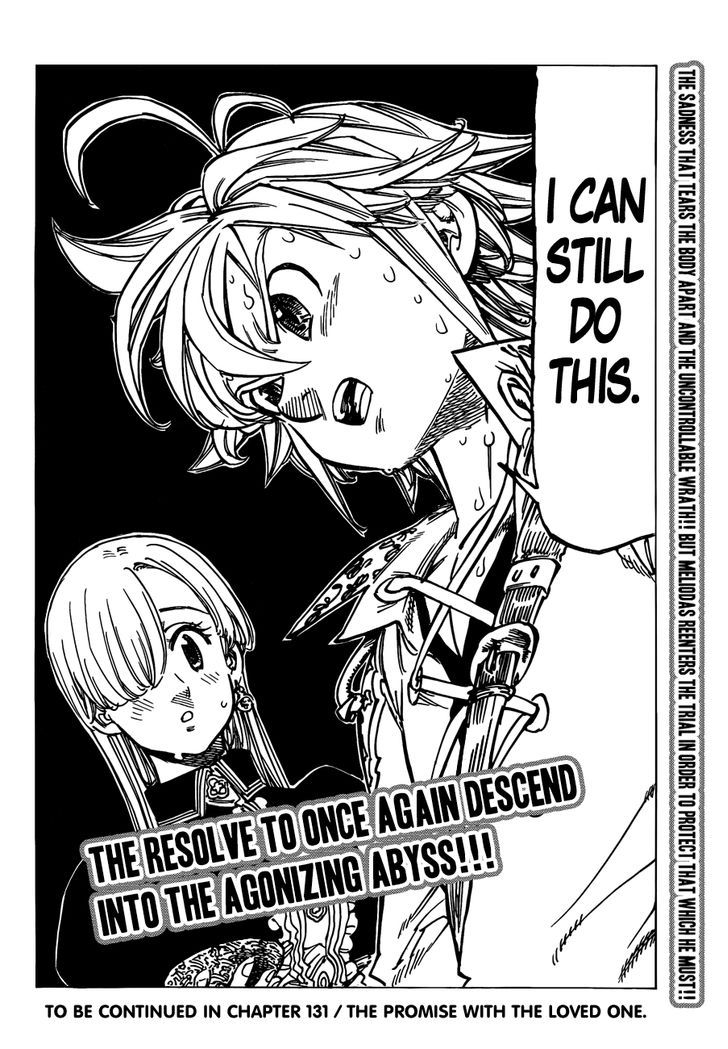 I CAN
STILL
DO
THIS.
THE SADNESS THAT TEARS THE BODY APART AND THE UNCONTROLLABLE WRATH!! BUT MELIODAS REENTERS THE TRIAL IN ORDER TO PROTECT THAT WHICH HE MUST!!
THE RESOLVE TO ONCE AGAIN DESCEND
INTO THE AGONIZING ABYSS!!!
TO BE CONTINUED IN CHAPTER 131 / THE PROMISE WITH THE LOVED ONE.